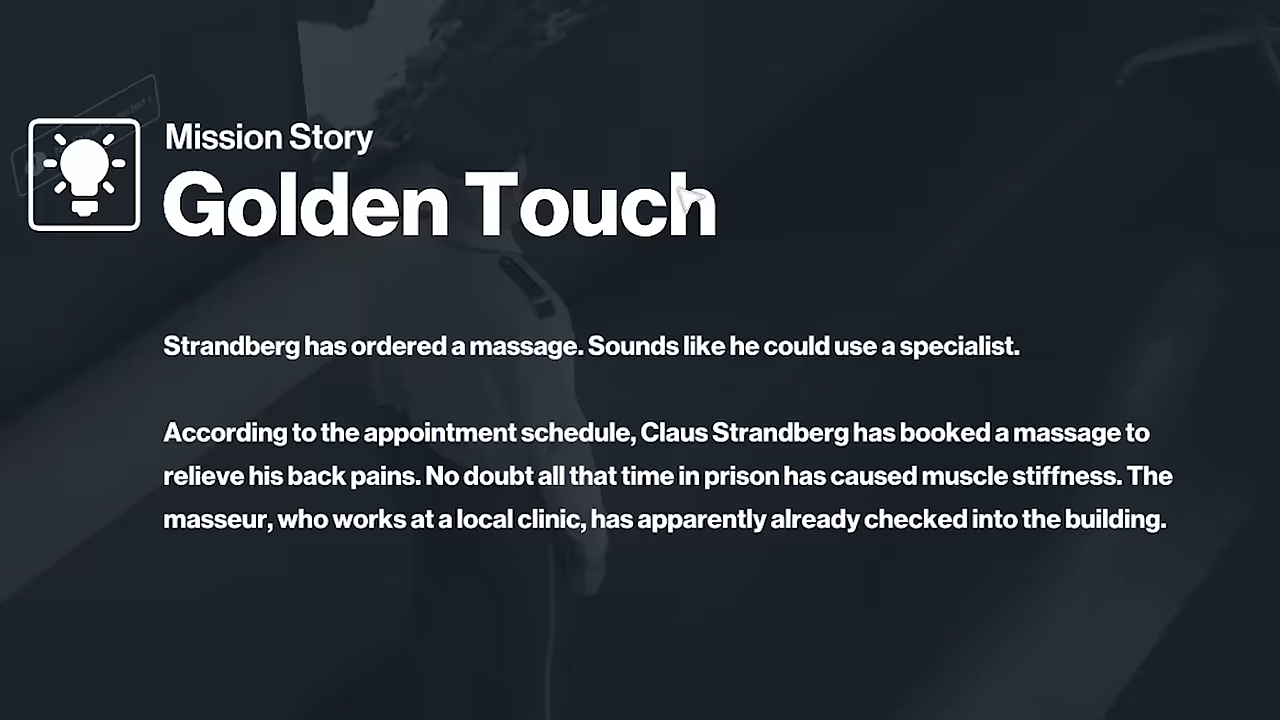 Mission Story
Golden Touch
Strandberg has ordered a massage. Sounds like he could use a specialist.
According to the appointment schedule, Claus Strandberg has booked a massage to
relieve his back pains. No doubt all that time in prison has caused muscle stiffness. The
masseur, who works at a local clinic, has apparently already checked into the building.